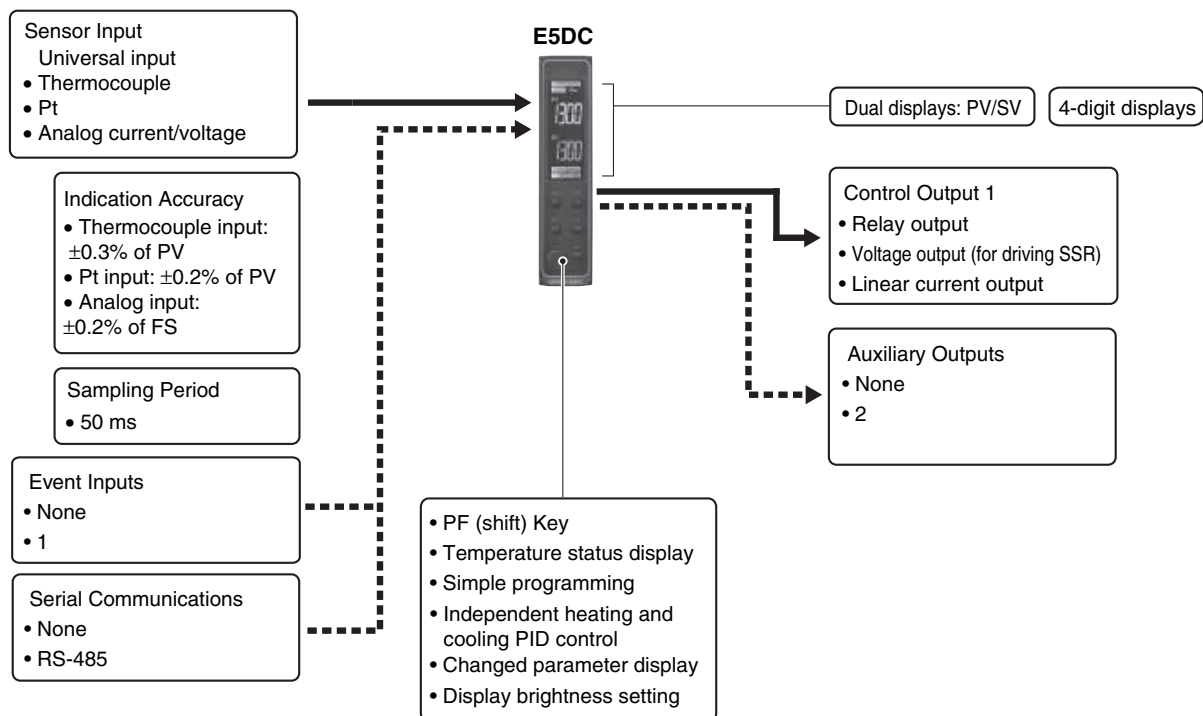 Sensor Input
Universal input
• Thermocouple
• Pt
• Analog current/voltage
Indication Accuracy
• Thermocouple input:
±0.3% of PV
• Pt input: ±0.2% of PV
• Analog input:
±0.2% of FS
Sampling Period
• 50 ms
Event Inputs
• None
• 1
Serial Communications
• None
• RS-485
E5DC
1300
1300
• PF (shift) Key
• Temperature status display
• Simple programming
• Independent heating and
cooling PID control
• Changed parameter display
• Display brightness setting
Dual displays: PV/SV
4-digit displays
Control Output 1
• Relay output
• Voltage output (for driving SSR)
• Linear current output
Auxiliary Outputs
• None
• 2